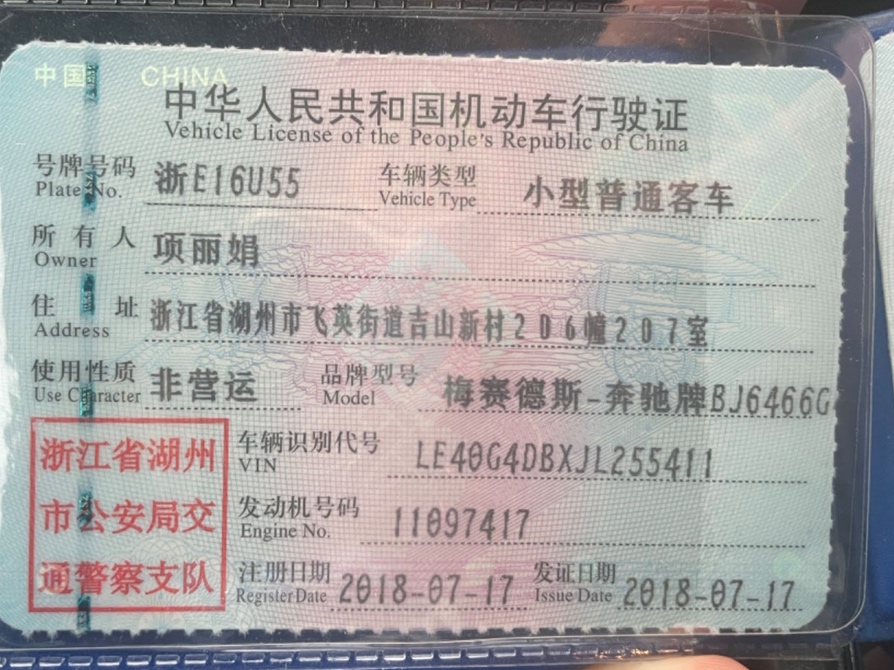 中国 CHINA
中华人民共和国机动车行驶证
Vehicle License of the People's Republic of China
号牌号码 浙E16U55 车辆类型 小型普通客车
Plate No. Vehicle Type
所有人 项丽娟
Owner
住址 浙江省湖州市飞英街道吉山新村206幢207室
Address
使用性质 非营运 品牌型号 梅赛德斯-奔驰牌BJ6466G
Use Character Model
浙江省湖州 车辆识别代号 LE40G4DBXJL255411
VIN
市公安局交 发动机号码 11097417
Engine No.
通警察支队 注册日期 2018-07-17 发证日期 2018-07-17
Register Date Issue Date